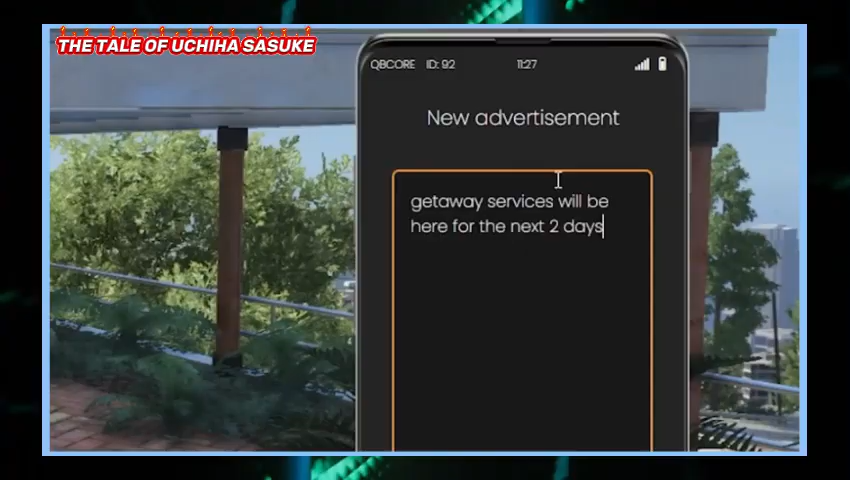 THE TALE OF UCHIHA SASUKE
QBCORE ID: 92 11:27
New advertisement
getaway services will be
here for the next 2 days